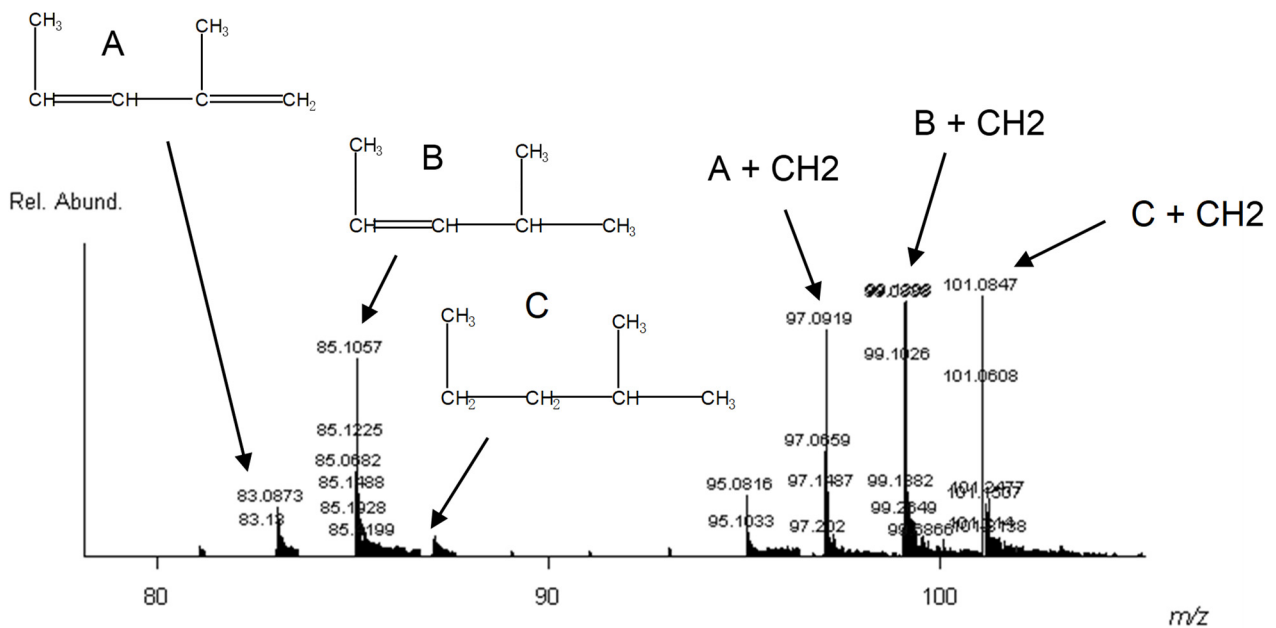 CH3
A
CH3
CH CH C CH2
CH3
B
CH3
CH CH CH CH3
CH3
C
CH3
CH2 CH2 CH CH3
A + CH2
B + CH2
C + CH2
Rel. Abund.
83.0873
83.13
85.1057
85.1225
85.0682
85.1488
85.1928
95.0816
95.1033
97.0919
97.0659
97.1487
97.202
99.1026
99.1382
99.2649
101.0847
101.0608
80
90
100
m/z